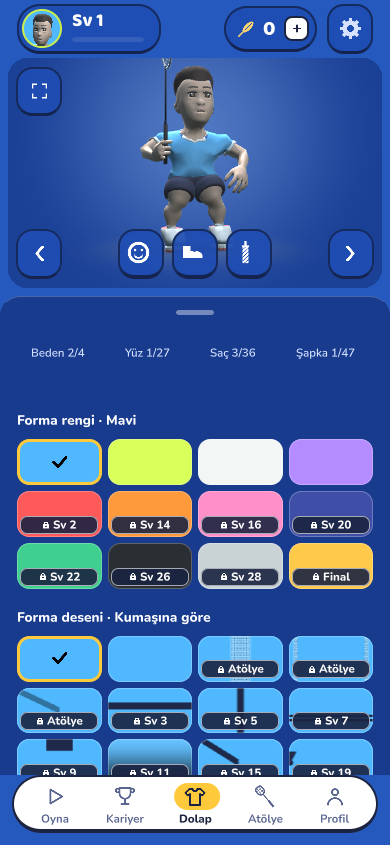 Sv 1
0 +
Beden 2/4 Yüz 1/27 Saç 3/36 Şapka 1/47
Forma rengi · Mavi
Sv 2 Sv 14 Sv 16 Sv 20
Sv 22 Sv 26 Sv 28 Final
Forma deseni · Kumaşına göre
Atölye Atölye
Atölye Sv 3 Sv 5 Sv 7
Sv 9 Sv 11 Sv 15 Sv 19
Oyna Kariyer Dolap Atölye Profil